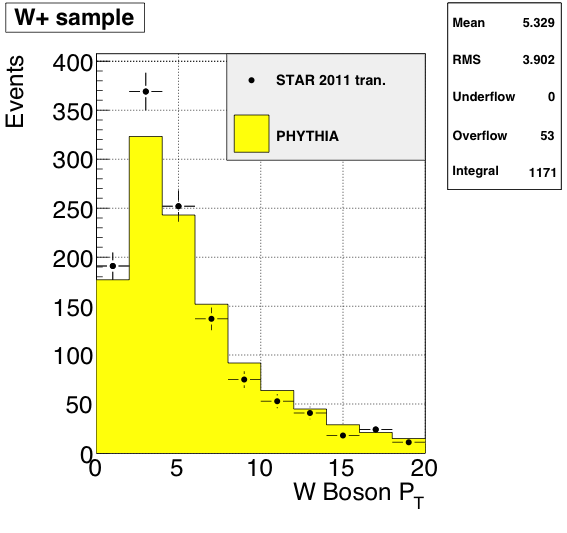 W+ sample
Mean 5.329
RMS 3.902
Underflow 0
Overflow 53
Integral 1171
Events
400
350
300
250
200
150
100
50
0
STAR 2011 tran.
PHYTHIA
0 5 10 15 20
W Boson P_T